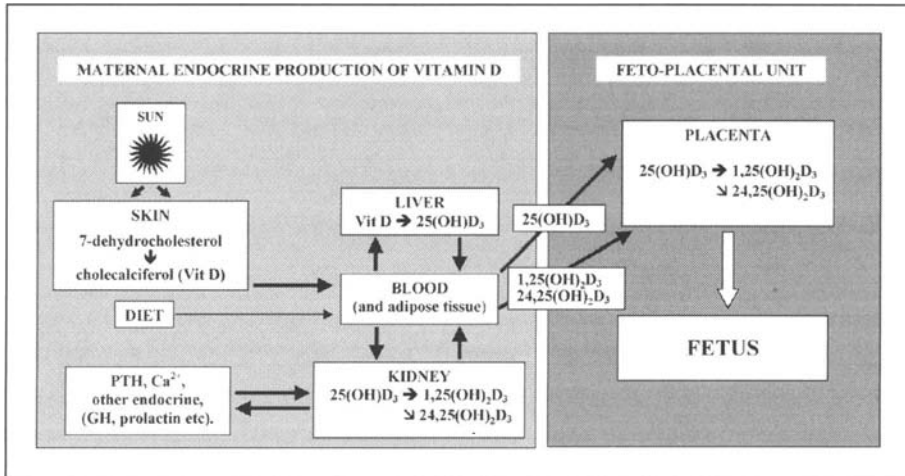 MATERNAL ENDOCRINE PRODUCTION OF VITAMIN D
SUN
SKIN
7-dehydrocholesterol
cholecalciferol (Vit D)
DIET
PTH, Ca²⁺,
other endocrine,
(GH, prolactin etc).
LIVER
Vit D ➔ 25(OH)D₃
BLOOD
(and adipose tissue)
KIDNEY
25(OH)D₃ ➔ 1,25(OH)₂D₃
↘ 24,25(OH)₂D₃
25(OH)D₃
1,25(OH)₂D₃
24,25(OH)₂D₃
FETO-PLACENTAL UNIT
PLACENTA
25(OH)D₃ ➔ 1,25(OH)₂D₃
↘ 24,25(OH)₂D₃
FETUS